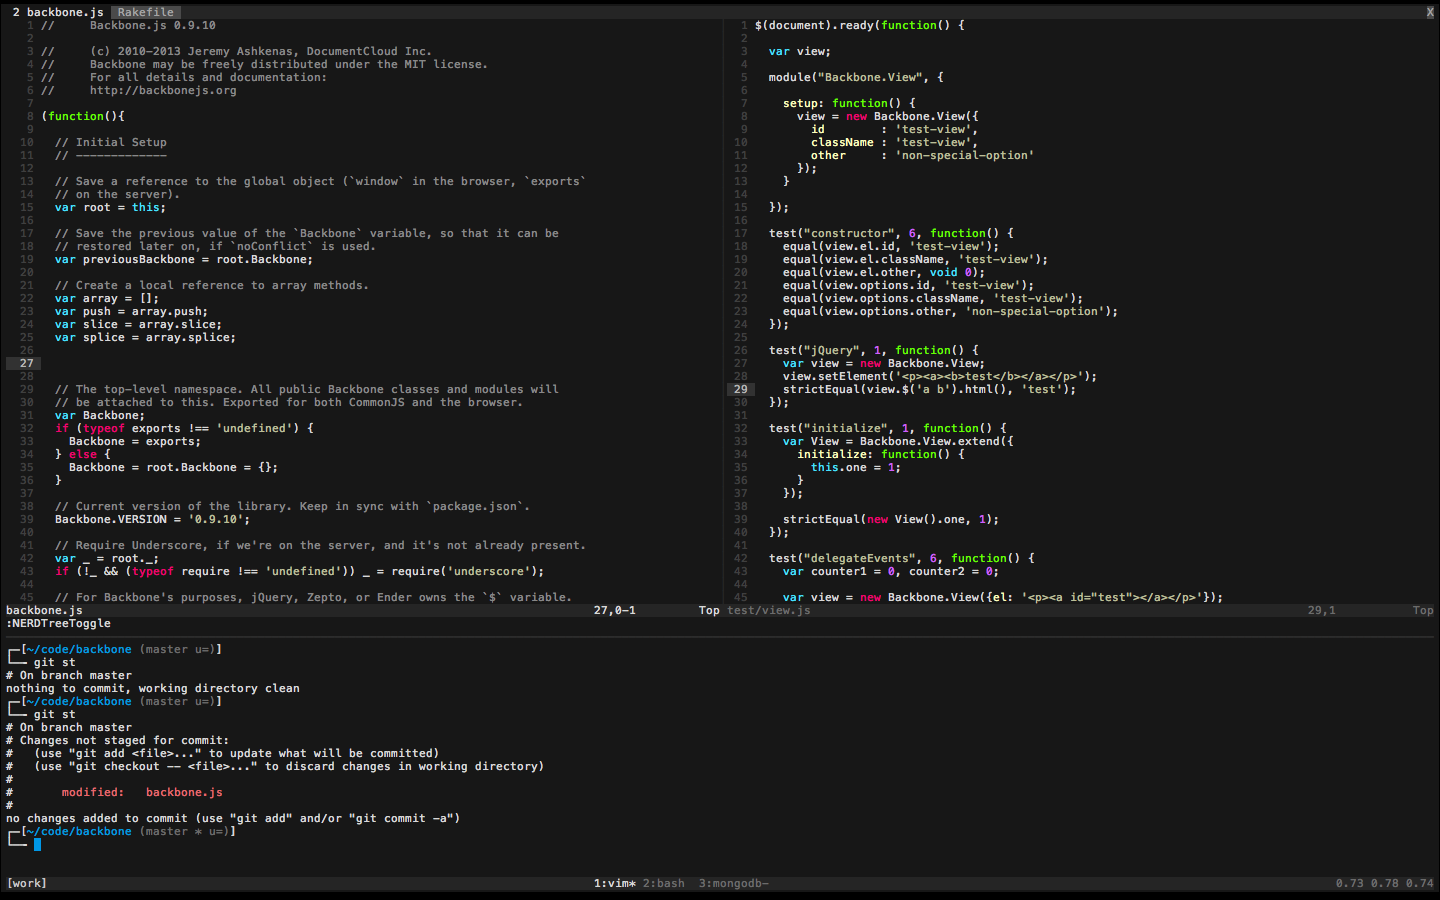 2 backbone.js  Rakefile  X
1 //     Backbone.js 0.9.10
2
3 //     (c) 2010-2013 Jeremy Ashkenas, DocumentCloud Inc.
4 //     Backbone may be freely distributed under the MIT license.
5 //     For all details and documentation:
6 //     http://backbonejs.org
7
8 (function(){
9
10   // Initial Setup
11   // -------------
12
13   // Save a reference to the global object (`window` in the browser, `exports`
14   // on the server).
15   var root = this;
16
17   // Save the previous value of the `Backbone` variable, so that it can be
18   // restored later on, if `noConflict` is used.
19   var previousBackbone = root.Backbone;
20
21   // Create a local reference to array methods.
22   var array = [];
23   var push = array.push;
24   var slice = array.slice;
25   var splice = array.splice;
26
27
28
29   // The top-level namespace. All public Backbone classes and modules will
30   // be attached to this. Exported for both CommonJS and the browser.
31   var Backbone;
32   if (typeof exports !== 'undefined') {
33     Backbone = exports;
34   } else {
35     Backbone = root.Backbone = {};
36   }
37
38   // Current version of the library. Keep in sync with `package.json`.
39   Backbone.VERSION = '0.9.10';
40
41   // Require Underscore, if we're on the server, and it's not already present.
42   var _ = root._;
43   if (!_ && (typeof require !== 'undefined')) _ = require('underscore');
44
45   // For Backbone's purposes, jQuery, Zepto, or Ender owns the `$` variable.
backbone.js  27,0-1  Top
1 $(document).ready(function() {
2
3   var view;
4
5   module("Backbone.View", {
6
7     setup: function() {
8       view = new Backbone.View({
9         id        : 'test-view',
10         className : 'test-view',
11         other     : 'non-special-option'
12       });
13     }
14
15   });
16
17   test("constructor", 6, function() {
18     equal(view.el.id, 'test-view');
19     equal(view.el.className, 'test-view');
20     equal(view.el.other, void 0);
21     equal(view.options.id, 'test-view');
22     equal(view.options.className, 'test-view');
23     equal(view.options.other, 'non-special-option');
24   });
25
26   test("jQuery", 1, function() {
27     var view = new Backbone.View;
28     view.setElement('<p><a><b>test</b></a></p>');
29     strictEqual(view.$('a b').html(), 'test');
30   });
31
32   test("initialize", 1, function() {
33     var View = Backbone.View.extend({
34       initialize: function() {
35         this.one = 1;
36       }
37     });
38
39     strictEqual(new View().one, 1);
40   });
41
42   test("delegateEvents", 6, function() {
43     var counter1 = 0, counter2 = 0;
44
45     var view = new Backbone.View({el: '<p><a id="test"></a></p>'});
test/view.js  29,1  Top
:NERDTreeToggle
┌─[~/code/backbone (master u=)]
└── git st
# On branch master
nothing to commit, working directory clean
┌─[~/code/backbone (master u=)]
└── git st
# On branch master
# Changes not staged for commit:
#   (use "git add <file>..." to update what will be committed)
#   (use "git checkout -- <file>..." to discard changes in working directory)
#
#       modified:   backbone.js
#
no changes added to commit (use "git add" and/or "git commit -a")
┌─[~/code/backbone (master * u=)]
└──
[work]  1:vim* 2:bash  3:mongodb-  0.73 0.78 0.74